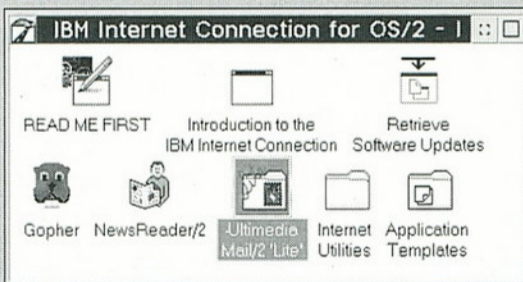 IBM Internet Connection for OS/2 - I
READ ME FIRST
Introduction to the
IBM Internet Connection
Retrieve
Software Updates
Gopher
NewsReader/2
-Ultimedia
Mail/2 'Lite'
Internet
Utilities
Application
Templates